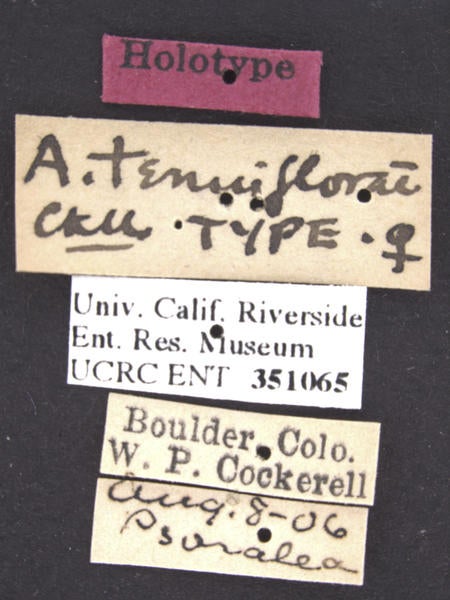 Holotype
A. tenuiflorae
Ckll. TYPE. ♀
Univ. Calif. Riverside
Ent. Res. Museum
UCRC ENT 351065
Boulder, Colo.
W. P. Cockerell
Aug. 8-06
Psoralea